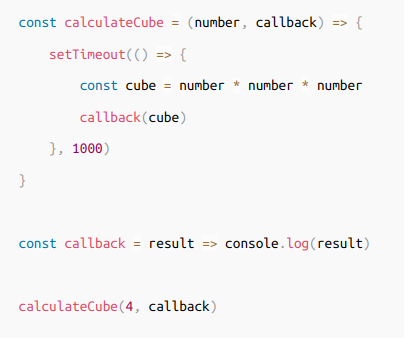 const calculateCube = (number, callback) => {
    setTimeout(() => {
        const cube = number * number * number
        callback(cube)
    }, 1000)
}
const callback = result => console.log(result)
calculateCube(4, callback)